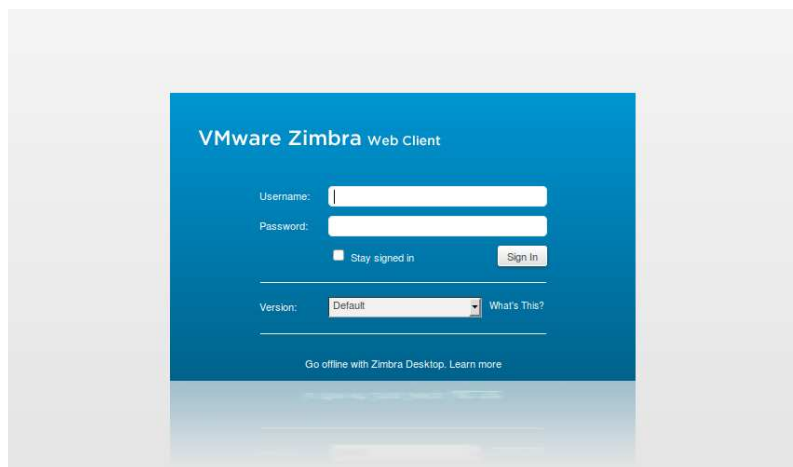 VMware Zimbra Web Client
Username:
Password:
Stay signed in Sign In
Version: Default What's This?
Go offline with Zimbra Desktop. Learn more